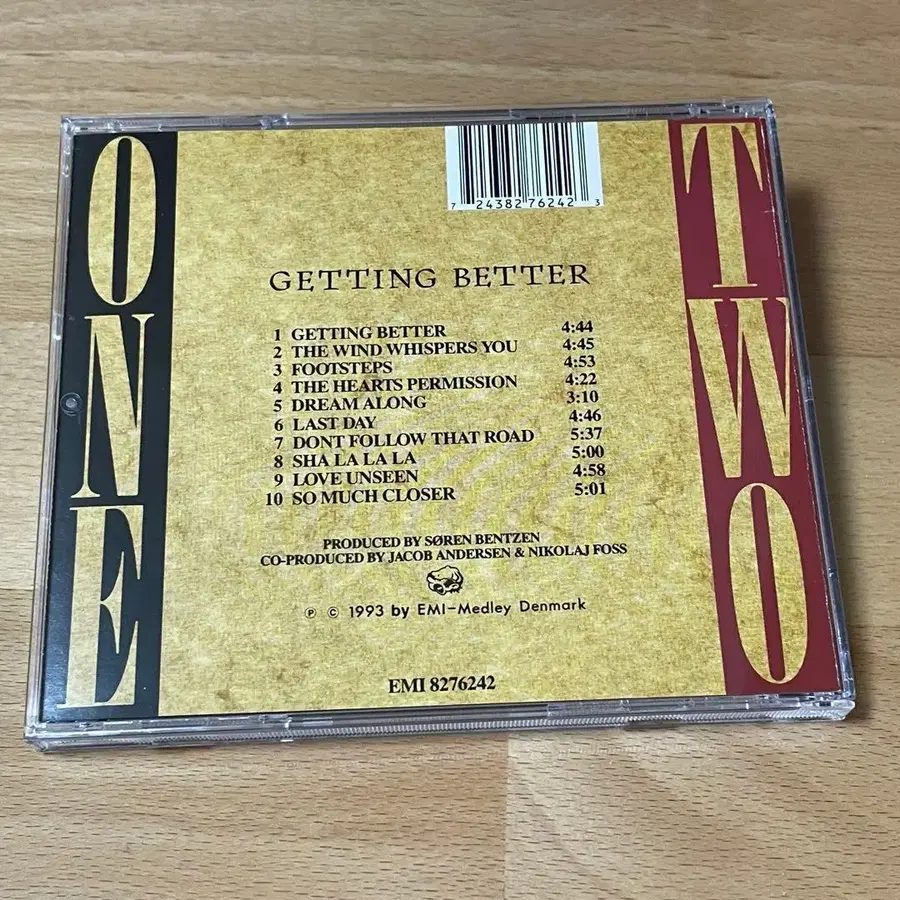 ONE
7 24382 76242 3
TWO
GETTING BETTER
1 GETTING BETTER 4:44
2 THE WIND WHISPERS YOU 4:45
3 FOOTSTEPS 4:53
4 THE HEARTS PERMISSION 4:22
5 DREAM ALONG 3:10
6 LAST DAY 4:46
7 DONT FOLLOW THAT ROAD 5:37
8 SHA LA LA LA 5:00
9 LOVE UNSEEN 4:58
10 SO MUCH CLOSER 5:01
PRODUCED BY SØREN BENTZEN
CO-PRODUCED BY JACOB ANDERSEN & NIKOLAJ FOSS
℗ © 1993 by EMI-Medley Denmark
EMI 8276242